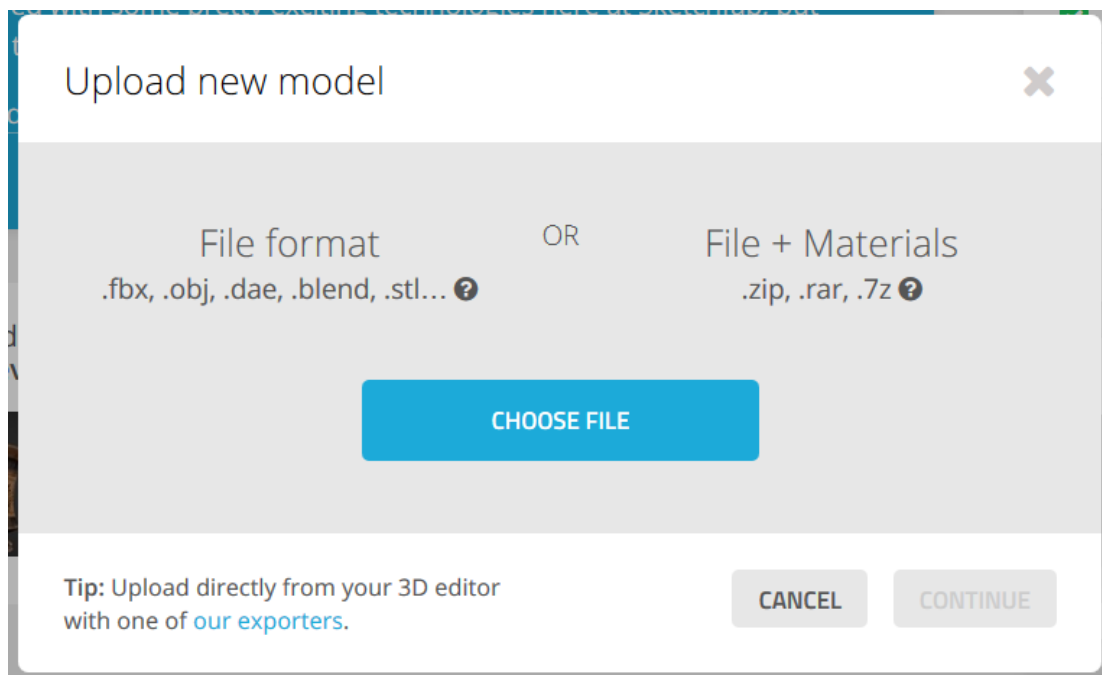 Upload new model
File format
.fbx, .obj, .dae, .blend, .stl...
OR
File + Materials
.zip, .rar, .7z
CHOOSE FILE
Tip: Upload directly from your 3D editor
with one of our exporters.
CANCEL
CONTINUE